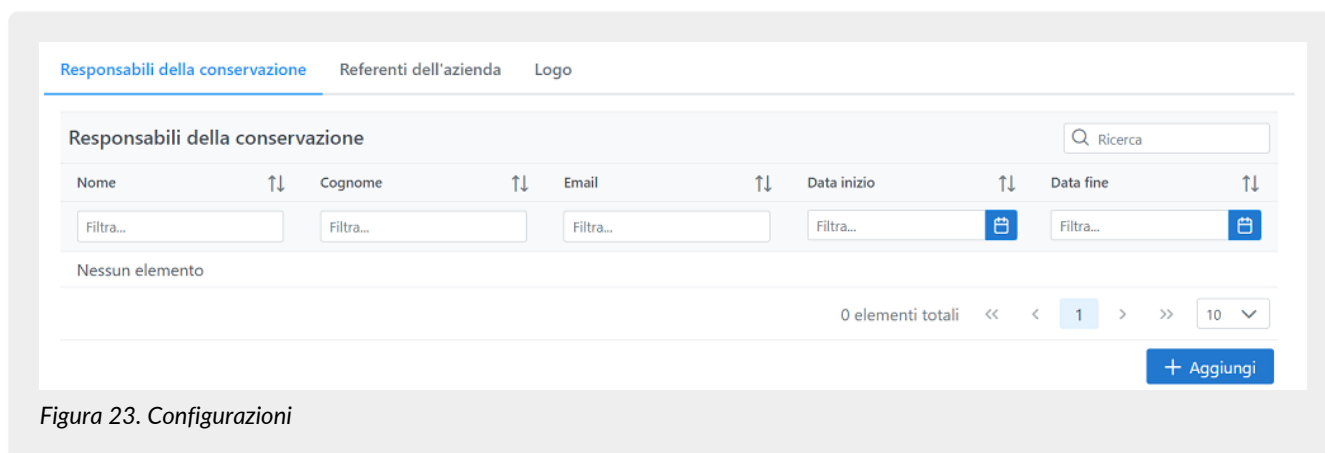 Responsabili della conservazione Referenti dell'azienda Logo
Responsabili della conservazione Ricerca
Nome Cognome Email Data inizio Data fine
Filtra... Filtra... Filtra... Filtra... Filtra...
Nessun elemento
0 elementi totali << < 1 > >> 10
+ Aggiungi
Figura 23. Configurazioni